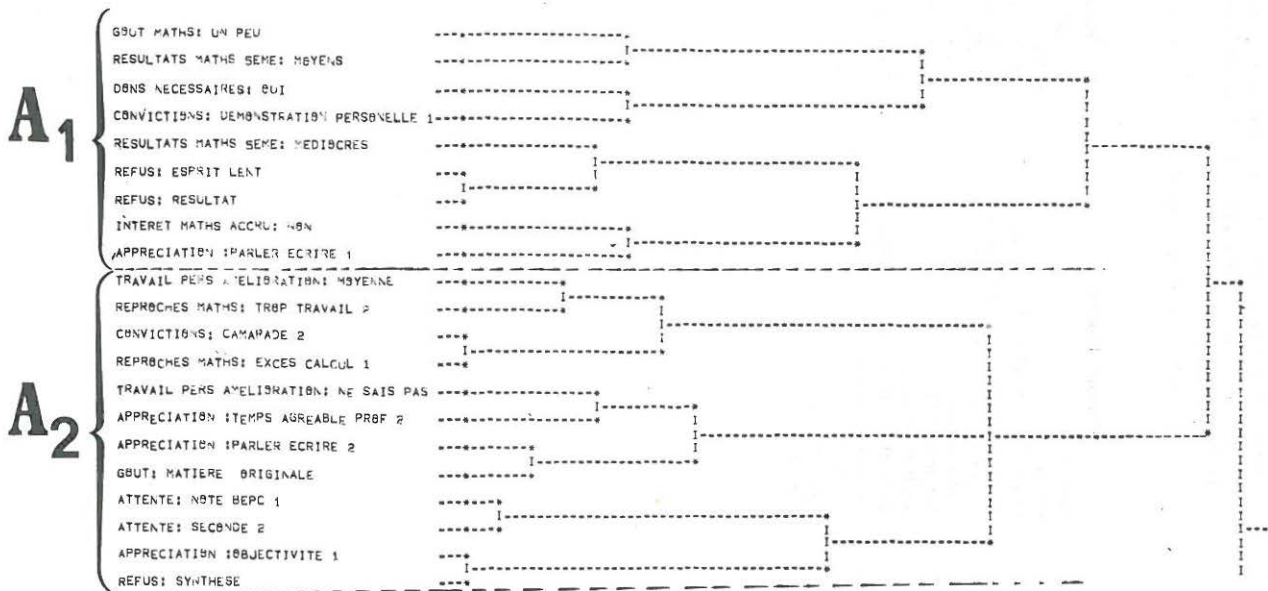 A1
GOUT MATHS: UN PEU
RESULTATS MATHS SEME: MOYENS
DONS NECESSAIRES: OUI
CONVICTIONS: DEMONSTRATION PERSONELLE 1
RESULTATS MATHS SEME: MEDIOCRES
REFUS: ESPRIT LENT
REFUS: RESULTAT
INTERET MATHS ACCRU: NON
APPRECIATION :PARLER ECRIRE 1
A2
TRAVAIL PERS AMELIORATION: MOYENNE
REPROCHES MATHS: TROP TRAVAIL 2
CONVICTIONS: CAMARADE 2
REPROCHES MATHS: EXCES CALCUL 1
TRAVAIL PERS AMELIORATION: NE SAIS PAS
APPRECIATION :TEMPS AGREABLE PROF 2
APPRECIATION :PARLER ECRIRE 2
GOUT: MATIERE ORIGINALE
ATTENTE: NOTE BEPC 1
ATTENTE: SECONDE 2
APPRECIATION :OBJECTIVITE 1
REFUS: SYNTHESE